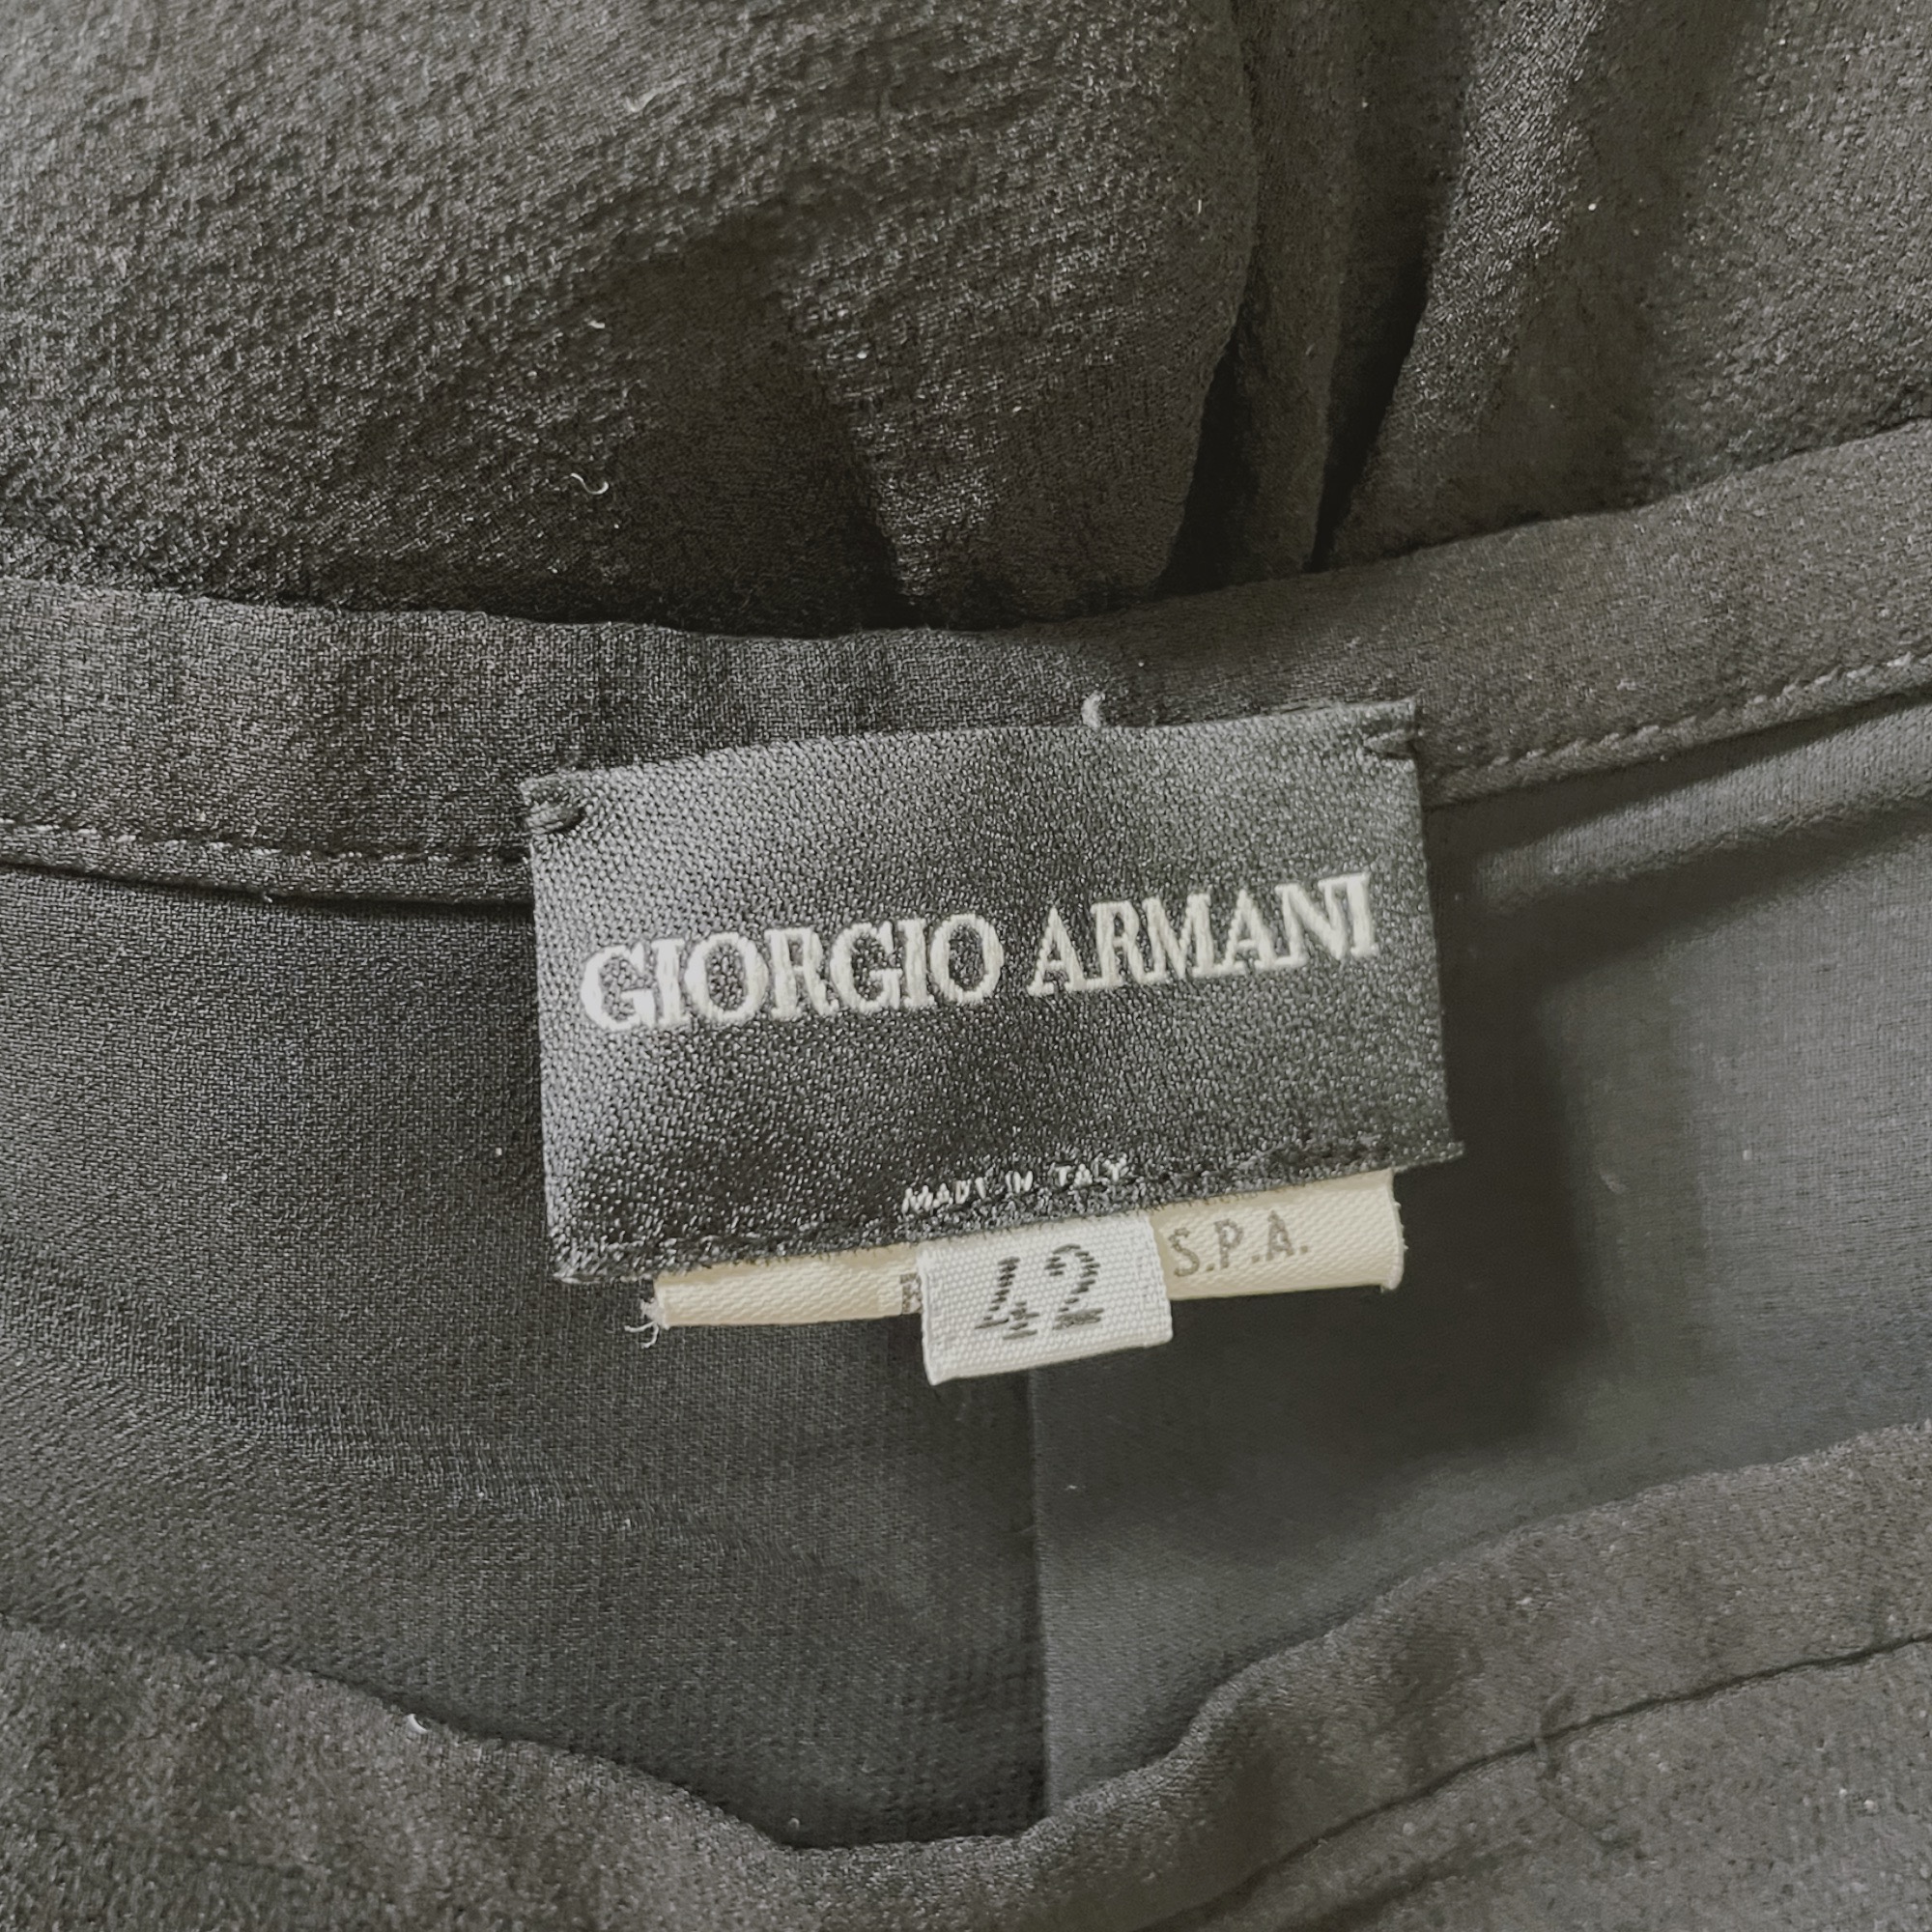 GIORGIO ARMANI
MADE IN ITALY
42
S.P.A.